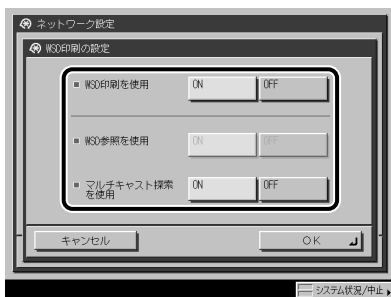 ネットワーク設定
WSD印刷の設定
WSD印刷を使用 ON OFF
WSD参照を使用 ON OFF
マルチキャスト探索
を使用 ON OFF
キャンセル OK
システム状況/中止